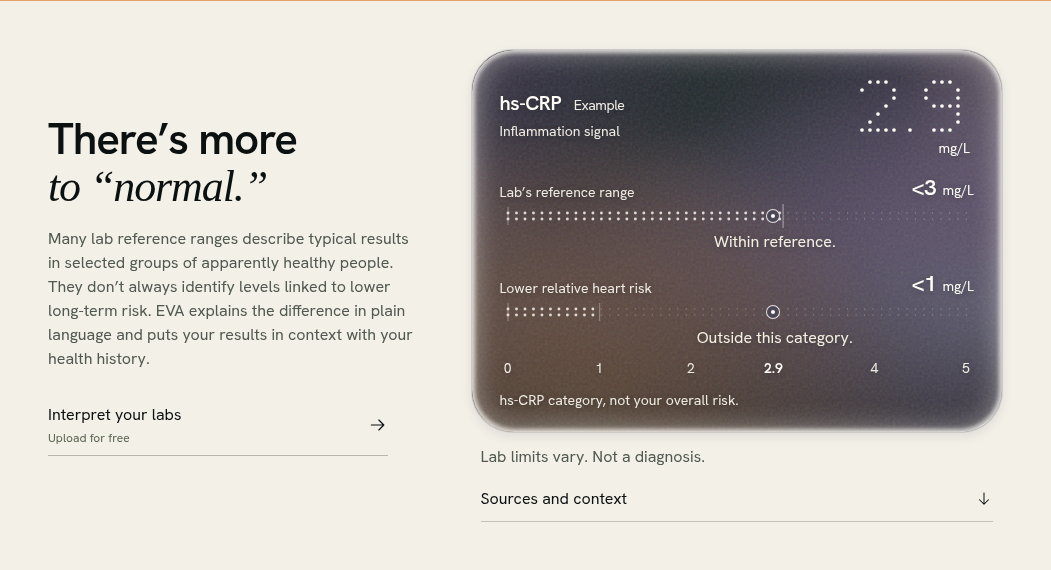 There’s more
to “normal.”
Many lab reference ranges describe typical results
in selected groups of apparently healthy people.
They don’t always identify levels linked to lower
long-term risk. EVA explains the difference in plain
language and puts your results in context with your
health history.
Interpret your labs
Upload for free
→
hs-CRP Example
Inflammation signal
2.9
mg/L
Lab’s reference range
<3 mg/L
Within reference.
Lower relative heart risk
<1 mg/L
Outside this category.
0 1 2 2.9 4 5
hs-CRP category, not your overall risk.
Lab limits vary. Not a diagnosis.
Sources and context ↓